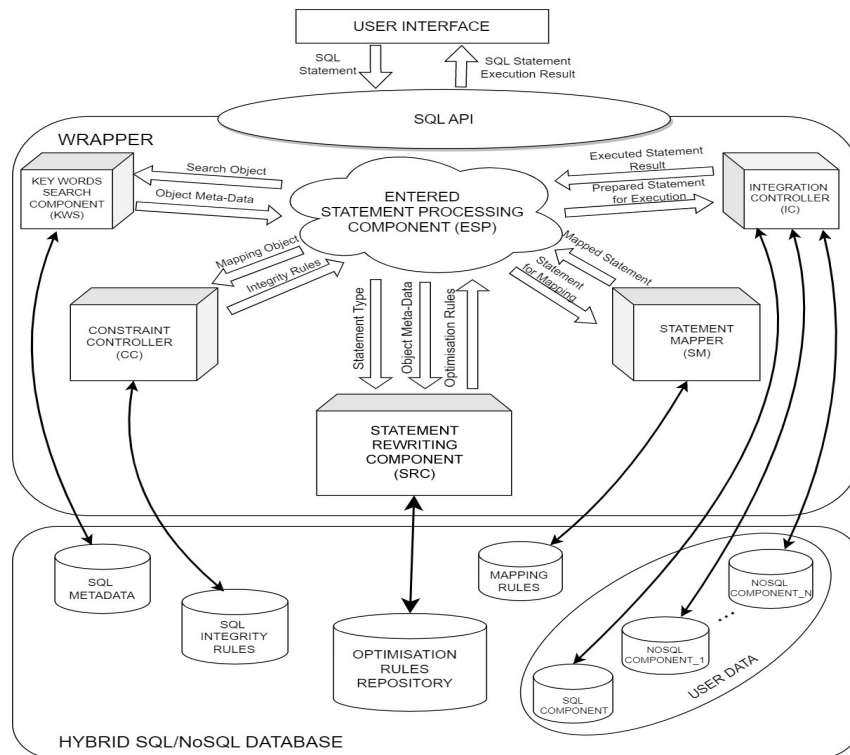 USER INTERFACE
SQL
Statement
SQL Statement
Execution Result
SQL API
WRAPPER
KEY WORDS
SEARCH
COMPONENT
(KWS)
Search Object
Object Meta-Data
ENTERED
STATEMENT PROCESSING
COMPONENT (ESP)
Executed Statement
Result
Prepared Statement
for Execution
INTEGRATION
CONTROLLER
(IC)
Mapping Object
Integrity Rules
Mapped Statement
Statement
for Mapping
CONSTRAINT
CONTROLLER
(CC)
Statement Type
Object Meta-Data
Optimisation Rules
STATEMENT
MAPPER
(SM)
STATEMENT
REWRITING
COMPONENT
(SRC)
SQL
METADATA
SQL
INTEGRITY
RULES
OPTIMISATION
RULES
REPOSITORY
MAPPING
RULES
NOSQL
COMPONENT_N
...
NOSQL
COMPONENT_1
SQL
COMPONENT
USER DATA
HYBRID SQL/NoSQL DATABASE